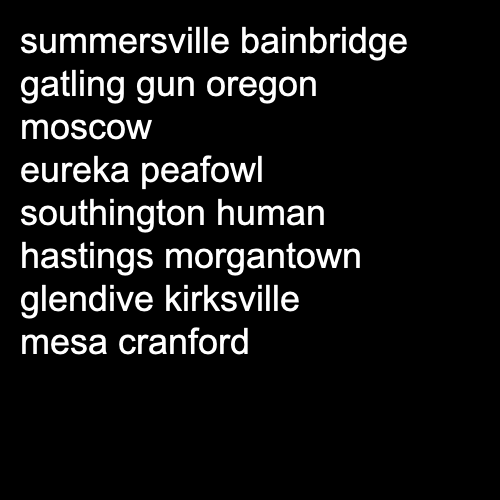 summersville bainbridge
gatling gun oregon
moscow
eureka peafowl
southington human
hastings morgantown
glendive kirksville
mesa cranford